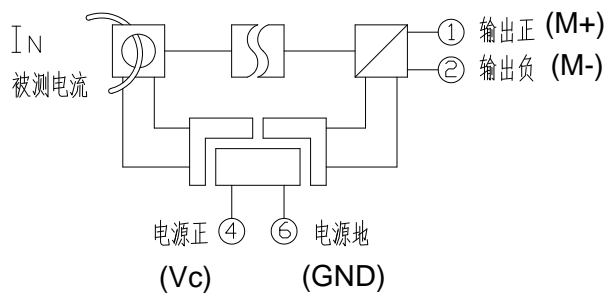 IN
被测电流
① 输出正 (M+)
② 输出负 (M-)
电源正 ④ ⑥ 电源地
(Vc) (GND)